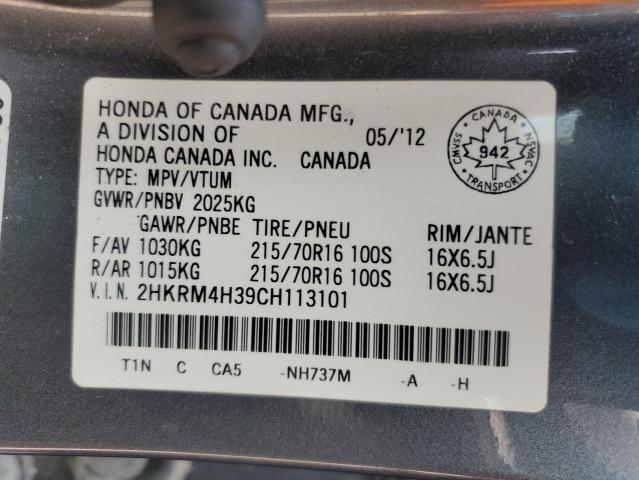 HONDA OF CANADA MFG.,
A DIVISION OF 05/'12
HONDA CANADA INC. CANADA
TYPE: MPV/VTUM
GVWR/PNBV 2025KG
GAWR/PNBE TIRE/PNEU RIM/JANTE
F/AV 1030KG 215/70R16 100S 16X6.5J
R/AR 1015KG 215/70R16 100S 16X6.5J
V.I.N. 2HKRM4H39CH113101
T1N C CA5 -NH737M -A -H
CANADA
CMVSS 942 NSVAC
TRANSPORT